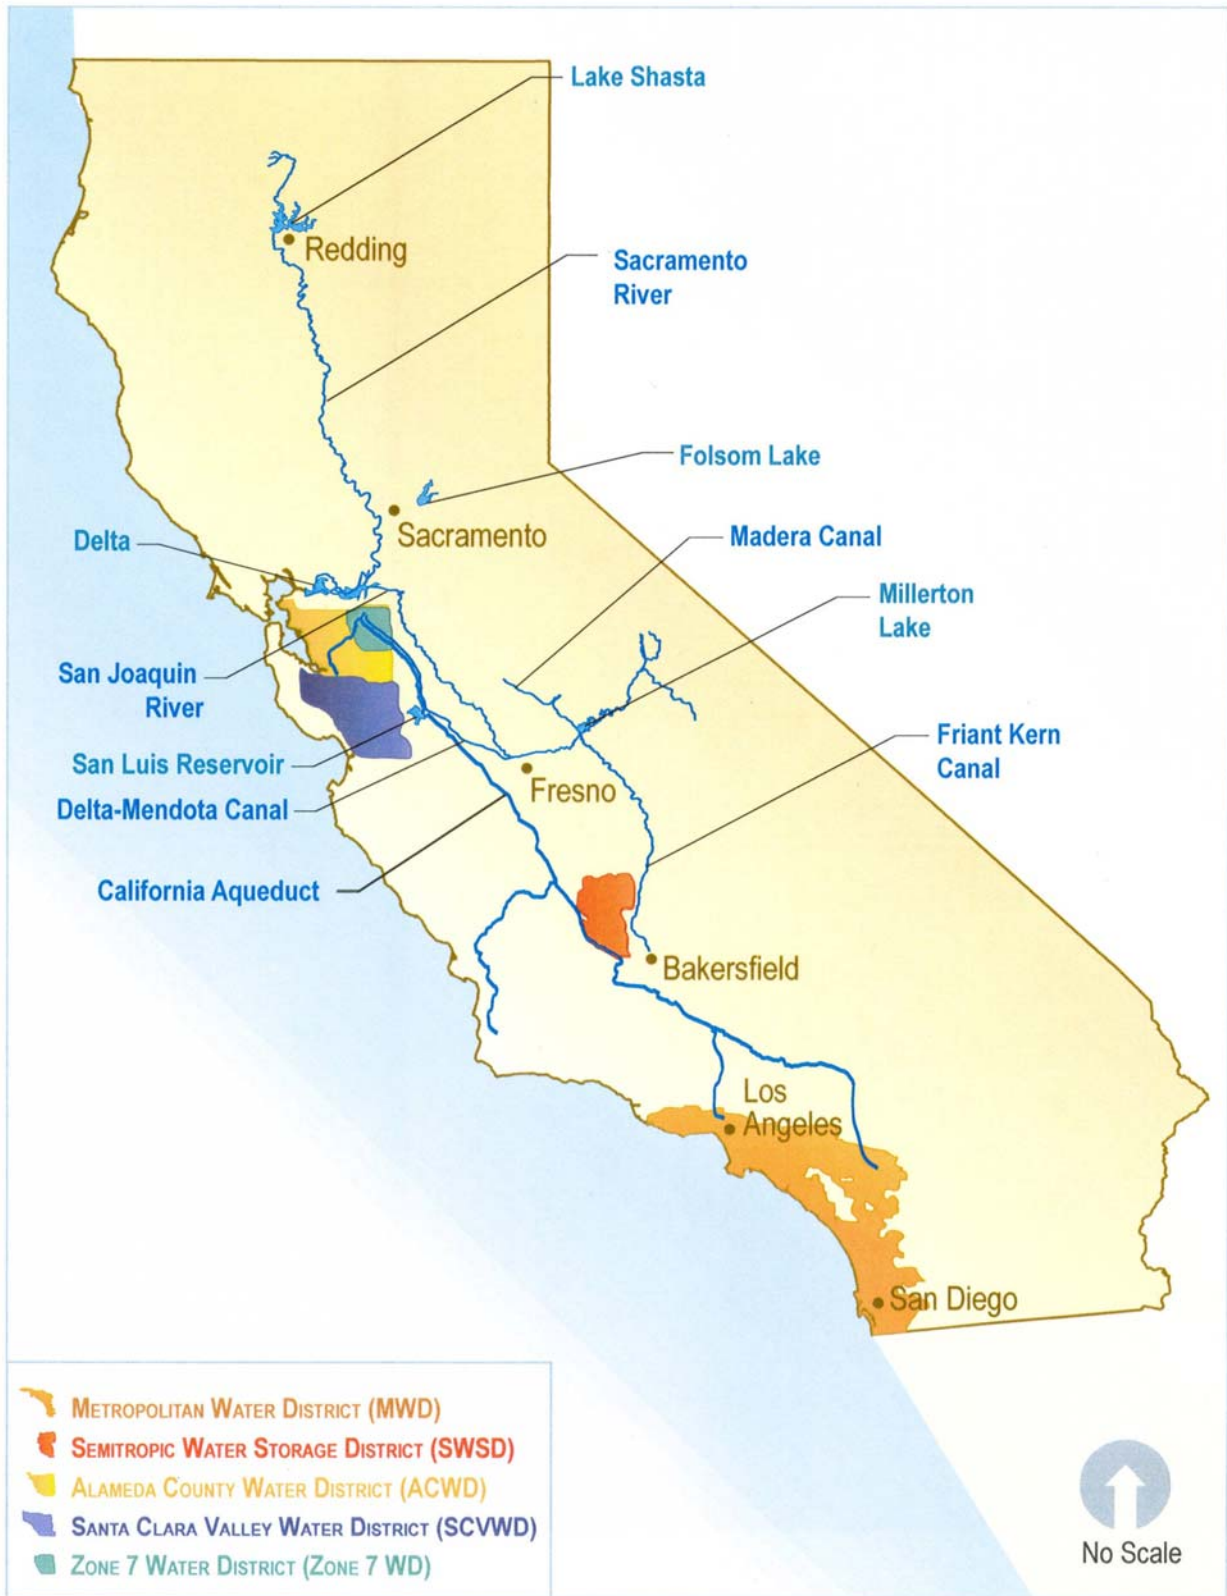 Lake Shasta
Redding
Sacramento
River
Folsom Lake
Sacramento
Delta
Madera Canal
Millerton
Lake
San Joaquin
River
San Luis Reservoir
Friant Kern
Canal
Fresno
Delta-Mendota Canal
California Aqueduct
Bakersfield
Los
Angeles
San Diego
METROPOLITAN WATER DISTRICT (MWD)
SEMITROPIC WATER STORAGE DISTRICT (SWSD)
ALAMEDA COUNTY WATER DISTRICT (ACWD)
SANTA CLARA VALLEY WATER DISTRICT (SCVWD)
ZONE 7 WATER DISTRICT (ZONE 7 WD)
No Scale